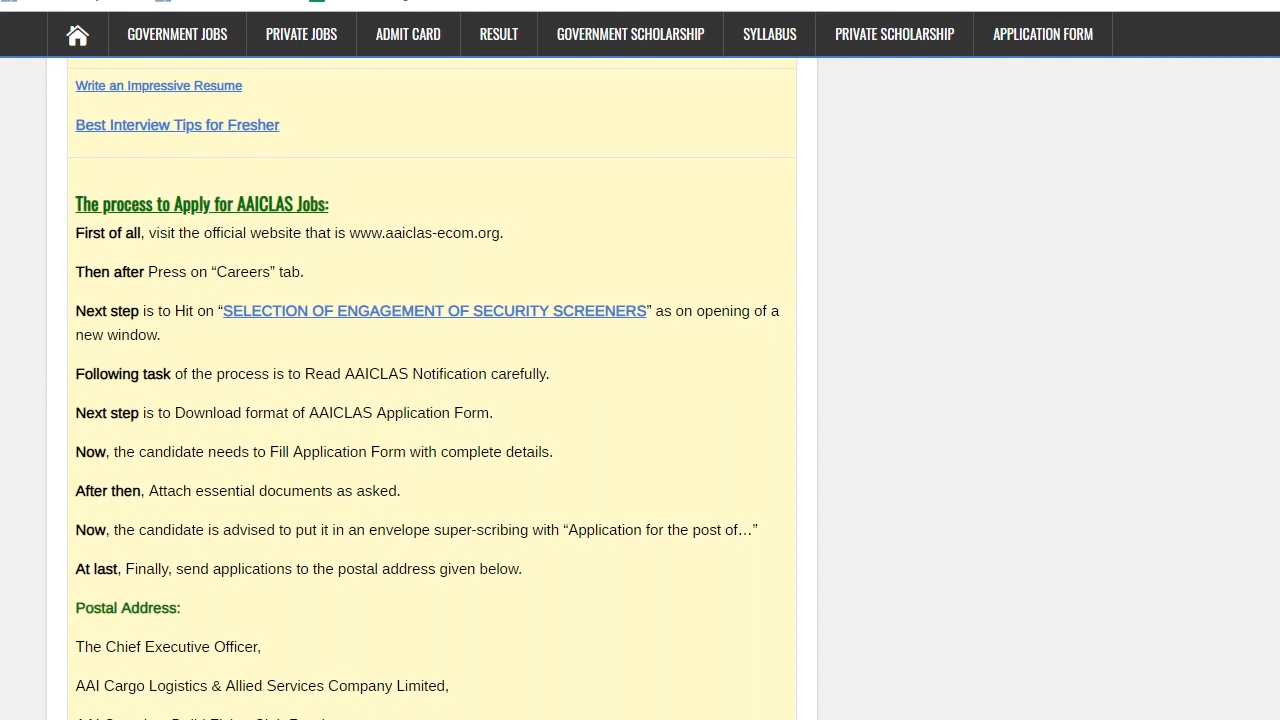 GOVERNMENT JOBS PRIVATE JOBS ADMIT CARD RESULT GOVERNMENT SCHOLARSHIP SYLLABUS PRIVATE SCHOLARSHIP APPLICATION FORM
Write an Impressive Resume
Best Interview Tips for Fresher
The process to Apply for AAICLAS Jobs:
First of all, visit the official website that is www.aaiclas-ecom.org.
Then after Press on “Careers” tab.
Next step is to Hit on “SELECTION OF ENGAGEMENT OF SECURITY SCREENERS” as on opening of a
new window.
Following task of the process is to Read AAICLAS Notification carefully.
Next step is to Download format of AAICLAS Application Form.
Now, the candidate needs to Fill Application Form with complete details.
After then, Attach essential documents as asked.
Now, the candidate is advised to put it in an envelope super-scribing with “Application for the post of…”
At last, Finally, send applications to the postal address given below.
Postal Address:
The Chief Executive Officer,
AAI Cargo Logistics & Allied Services Company Limited,